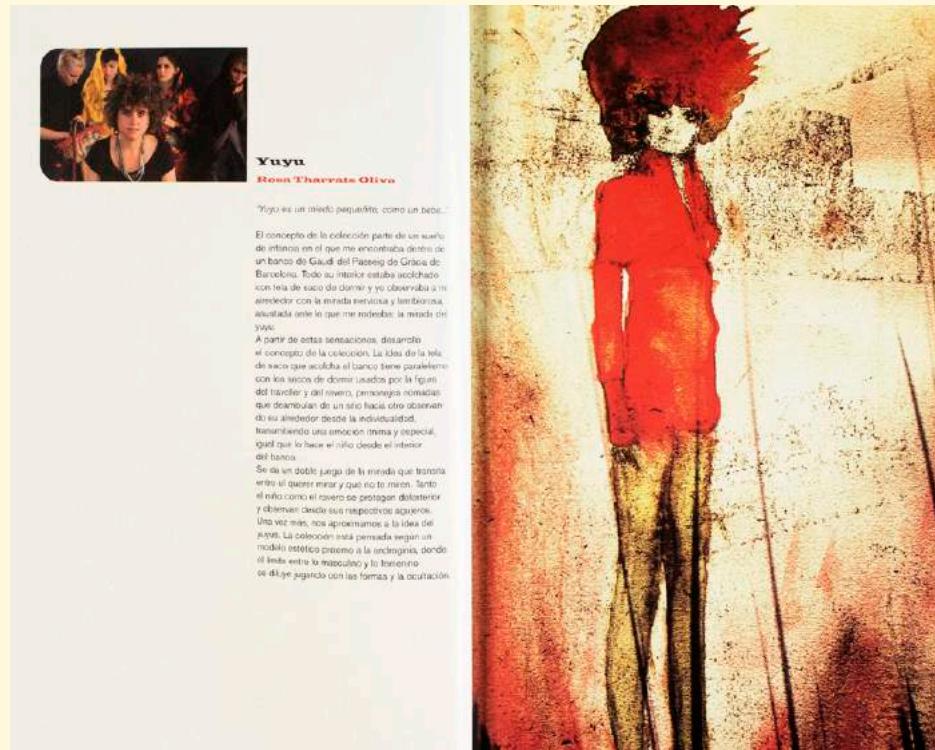 Yuyu
Rosa Tharrats Oliva
"Yuyu es un miedo pequeñito, como un bebe..."
El concepto de la colección parte de un sueño
de infancia en el que me encontraba dentro de
un banco de Gaudí del Passeig de Gràcia de
Barcelona. Todo su interior estaba acolchado
con tela de saco de dormir y yo observaba a mi
alrededor con la mirada nerviosa y temblorosa,
asustada ante lo que me rodeaba: la mirada del
yuyu.
A partir de estas sensaciones, desarrollo
el concepto de la colección. La idea de la tela
de saco que acolcha el banco tiene paralelismo
con los sacos de dormir usados por la figura
del traveller y del ravero, personajes nómadas
que deambulan de un sitio hacia otro observan-
do su alrededor desde la individualidad,
transmitiendo una emoción íntima y especial,
igual que lo hace el niño desde el interior
del banco.
Se da un doble juego de la mirada que transita
entre el querer mirar y que no te miren. Tanto
el niño como el ravero se protegen delexterior
y observan desde sus respectivos agujeros.
Una vez más, nos aproximamos a la idea del
yuyus. La colección está pensada según un
modelo estético próximo a la androginia, donde
el límite entre lo masculino y lo femenino
se diluye jugando con las formas y la ocultación.